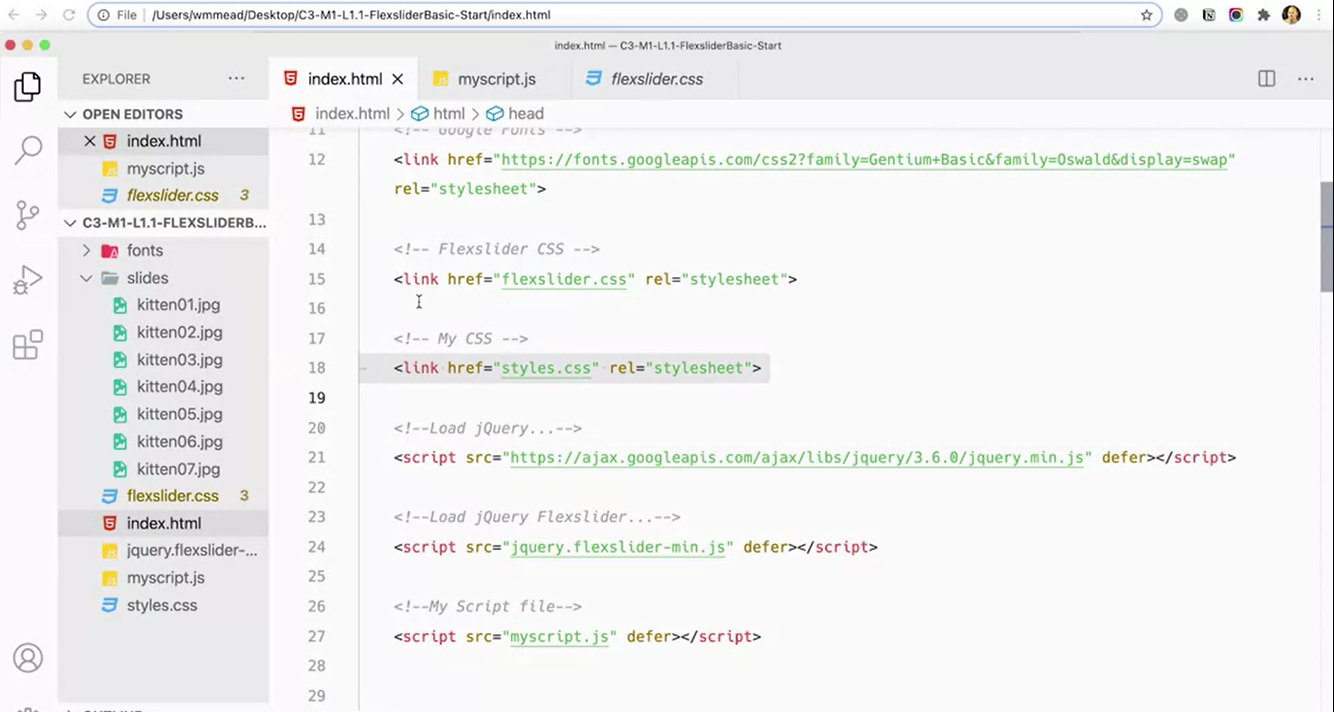 File /Users/wmmead/Desktop/C3-M1-L1.1-FlexsliderBasic-Start/index.html
index.html — C3-M1-L1.1-FlexsliderBasic-Start
EXPLORER
index.html
myscript.js
flexslider.css
OPEN EDITORS
index.html
myscript.js
flexslider.css 3
C3-M1-L1.1-FLEXSLIDERB...
fonts
slides
kitten01.jpg
kitten02.jpg
kitten03.jpg
kitten04.jpg
kitten05.jpg
kitten06.jpg
kitten07.jpg
flexslider.css 3
index.html
jquery.flexslider-...
myscript.js
styles.css
OUTLINE
index.html > html > head
11 <!-- Google Fonts -->
12 <link href="https://fonts.googleapis.com/css2?family=Gentium+Basic&family=Oswald&display=swap"
rel="stylesheet">
13
14 <!-- Flexslider CSS -->
15 <link href="flexslider.css" rel="stylesheet">
16
17 <!-- My CSS -->
18 <link href="styles.css" rel="stylesheet">
19
20 <!--Load jQuery...-->
21 <script src="https://ajax.googleapis.com/ajax/libs/jquery/3.6.0/jquery.min.js" defer></script>
22
23 <!--Load jQuery Flexslider...-->
24 <script src="jquery.flexslider-min.js" defer></script>
25
26 <!--My Script file-->
27 <script src="myscript.js" defer></script>
28
29